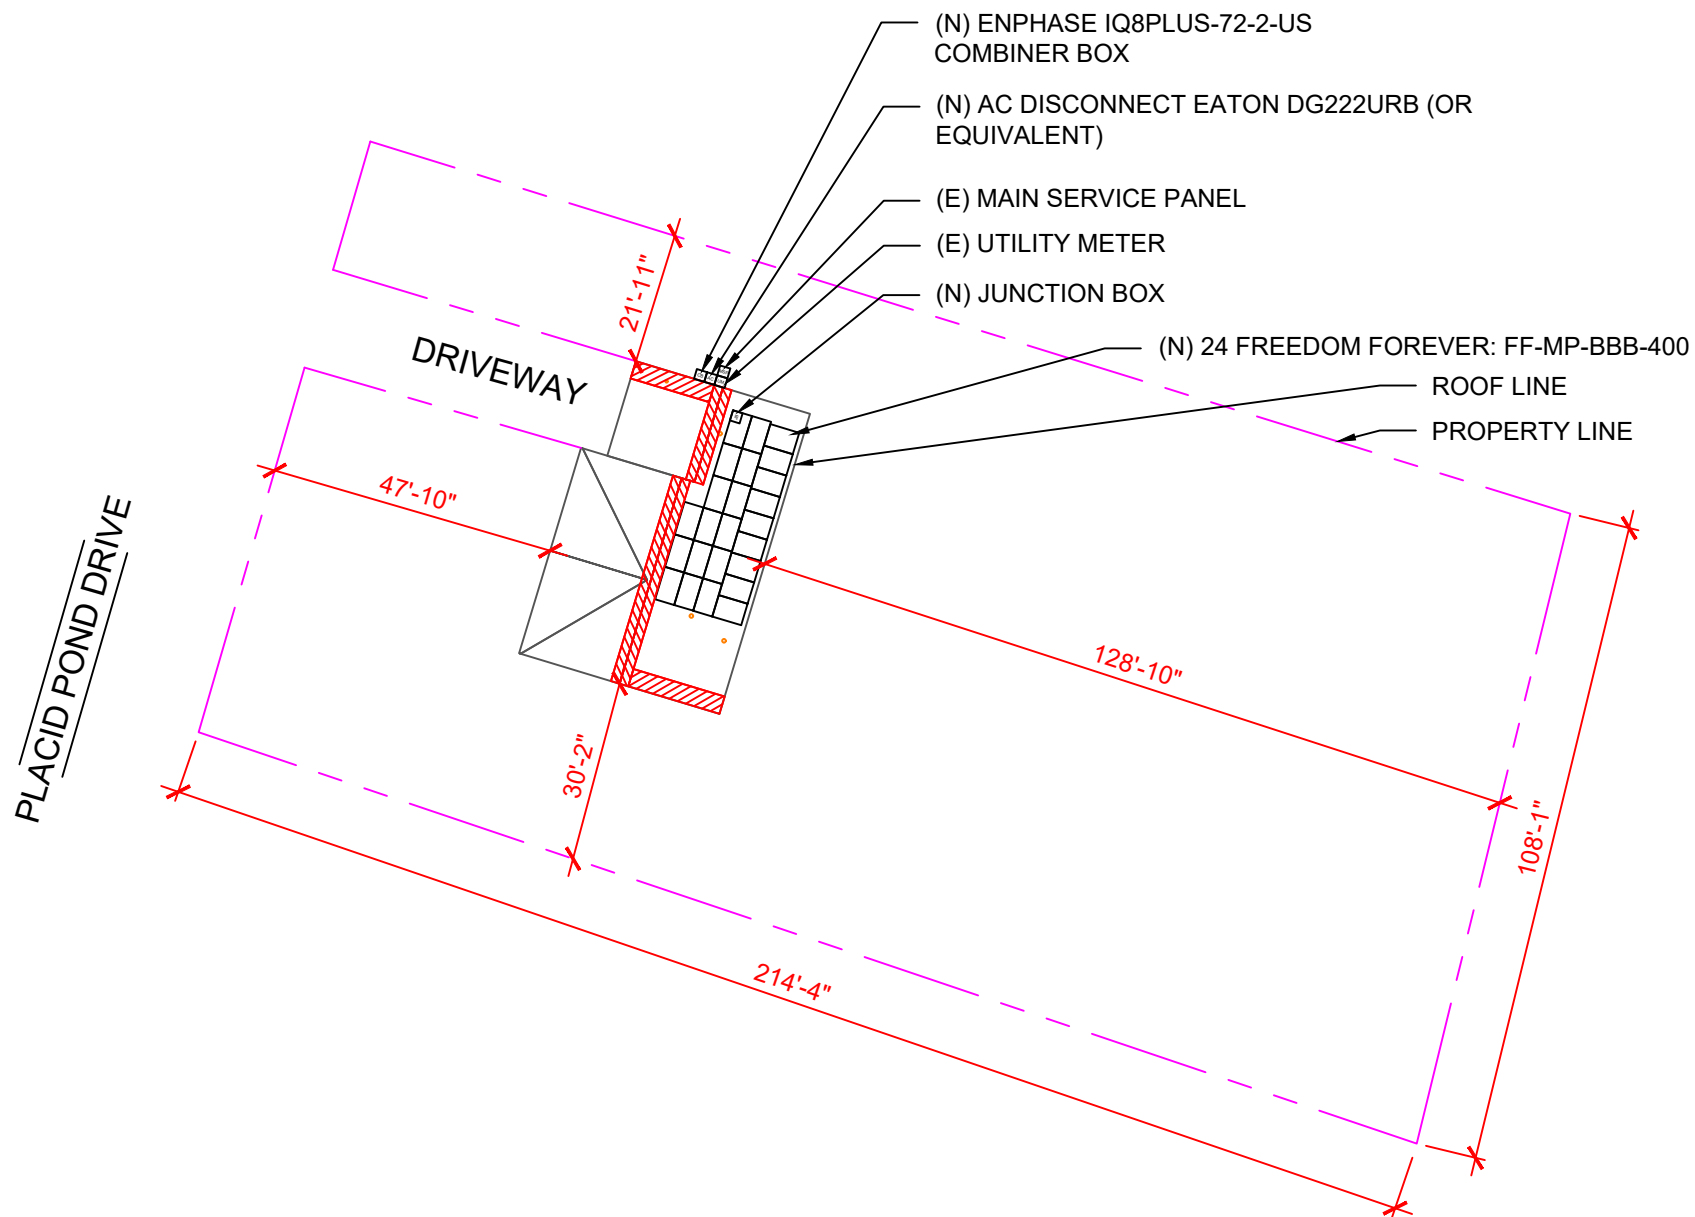 (N) ENPHASE IQ8PLUS-72-2-US
COMBINER BOX
(N) AC DISCONNECT EATON DG222URB (OR
EQUIVALENT)
(E) MAIN SERVICE PANEL
(E) UTILITY METER
(N) JUNCTION BOX
(N) 24 FREEDOM FOREVER: FF-MP-BBB-400
ROOF LINE
PROPERTY LINE
21'-11"
DRIVEWAY
47'-10"
PLACID POND DRIVE
128'-10"
30'-2"
108'-1"
214'-4"